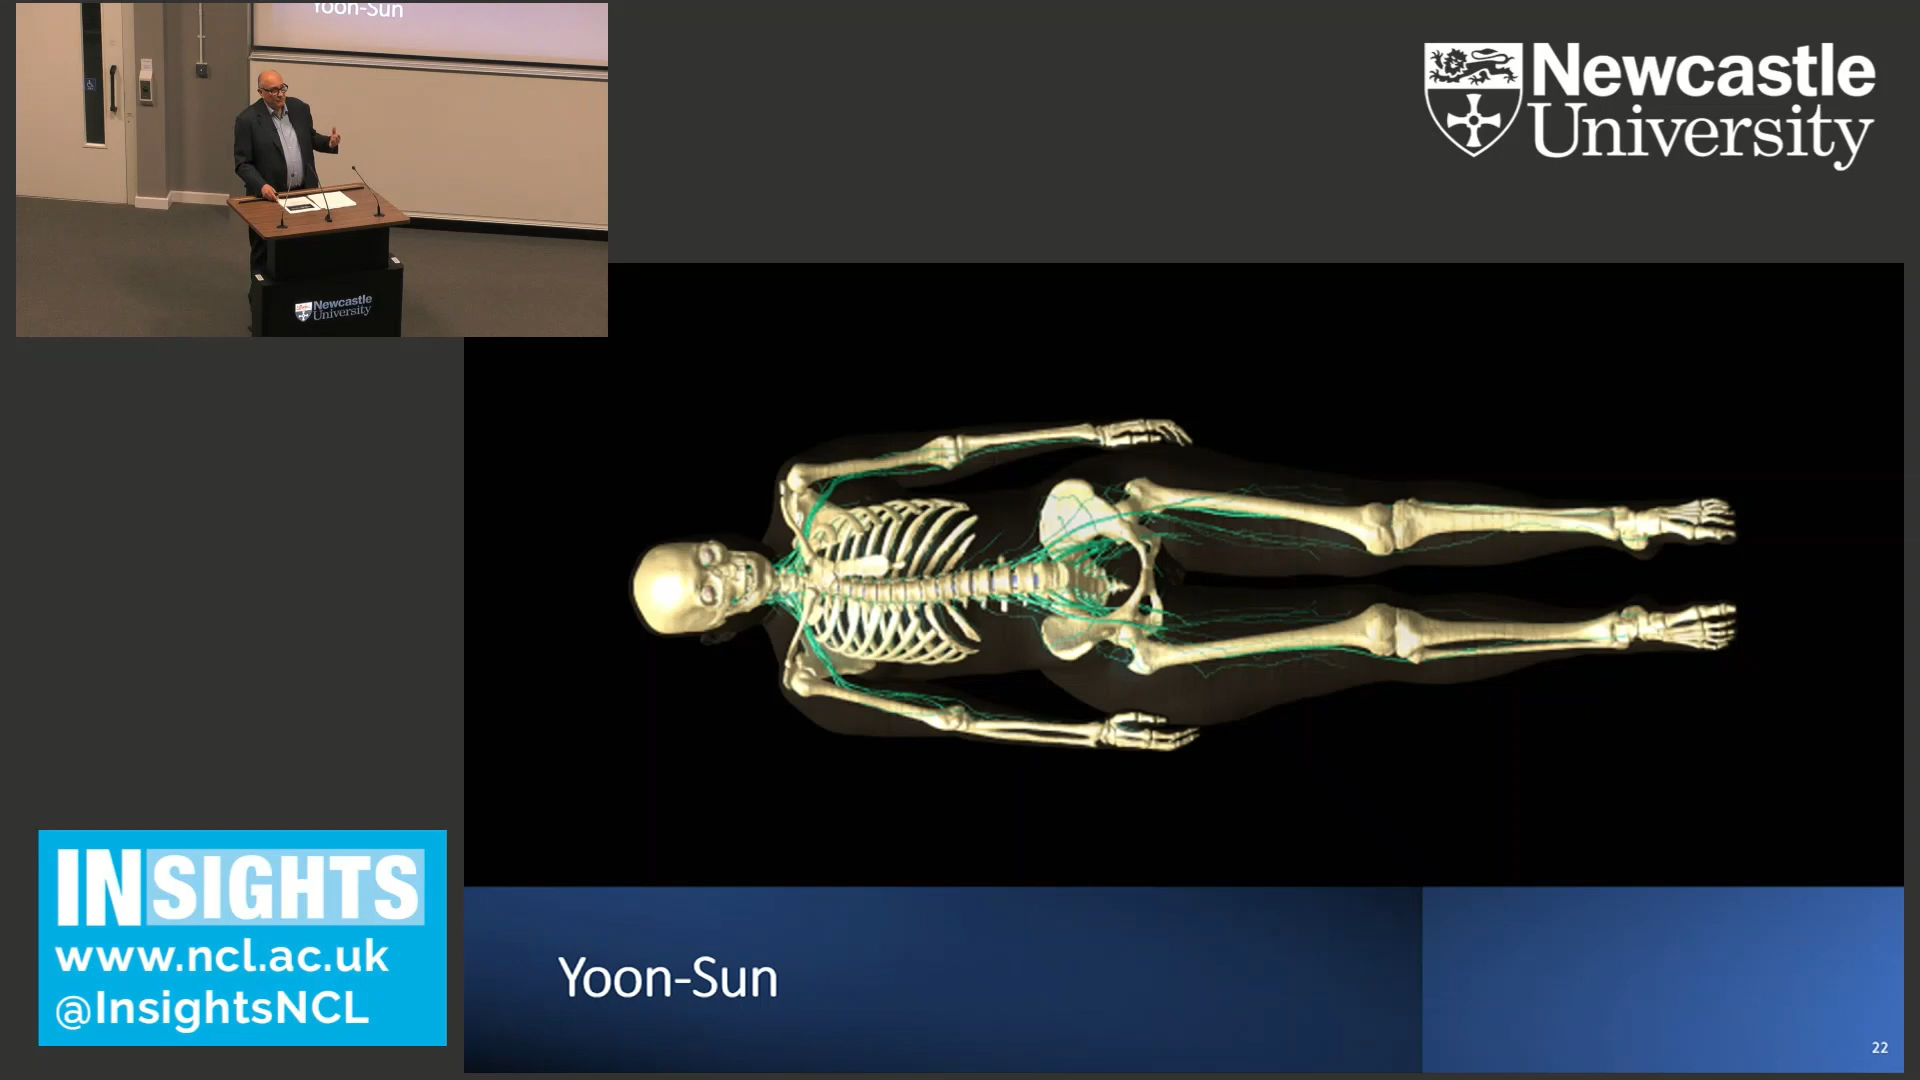 Yoon-Sun
Newcastle
University
Newcastle
University
INSIGHTS
www.ncl.ac.uk
@InsightsNCL
Yoon-Sun
22